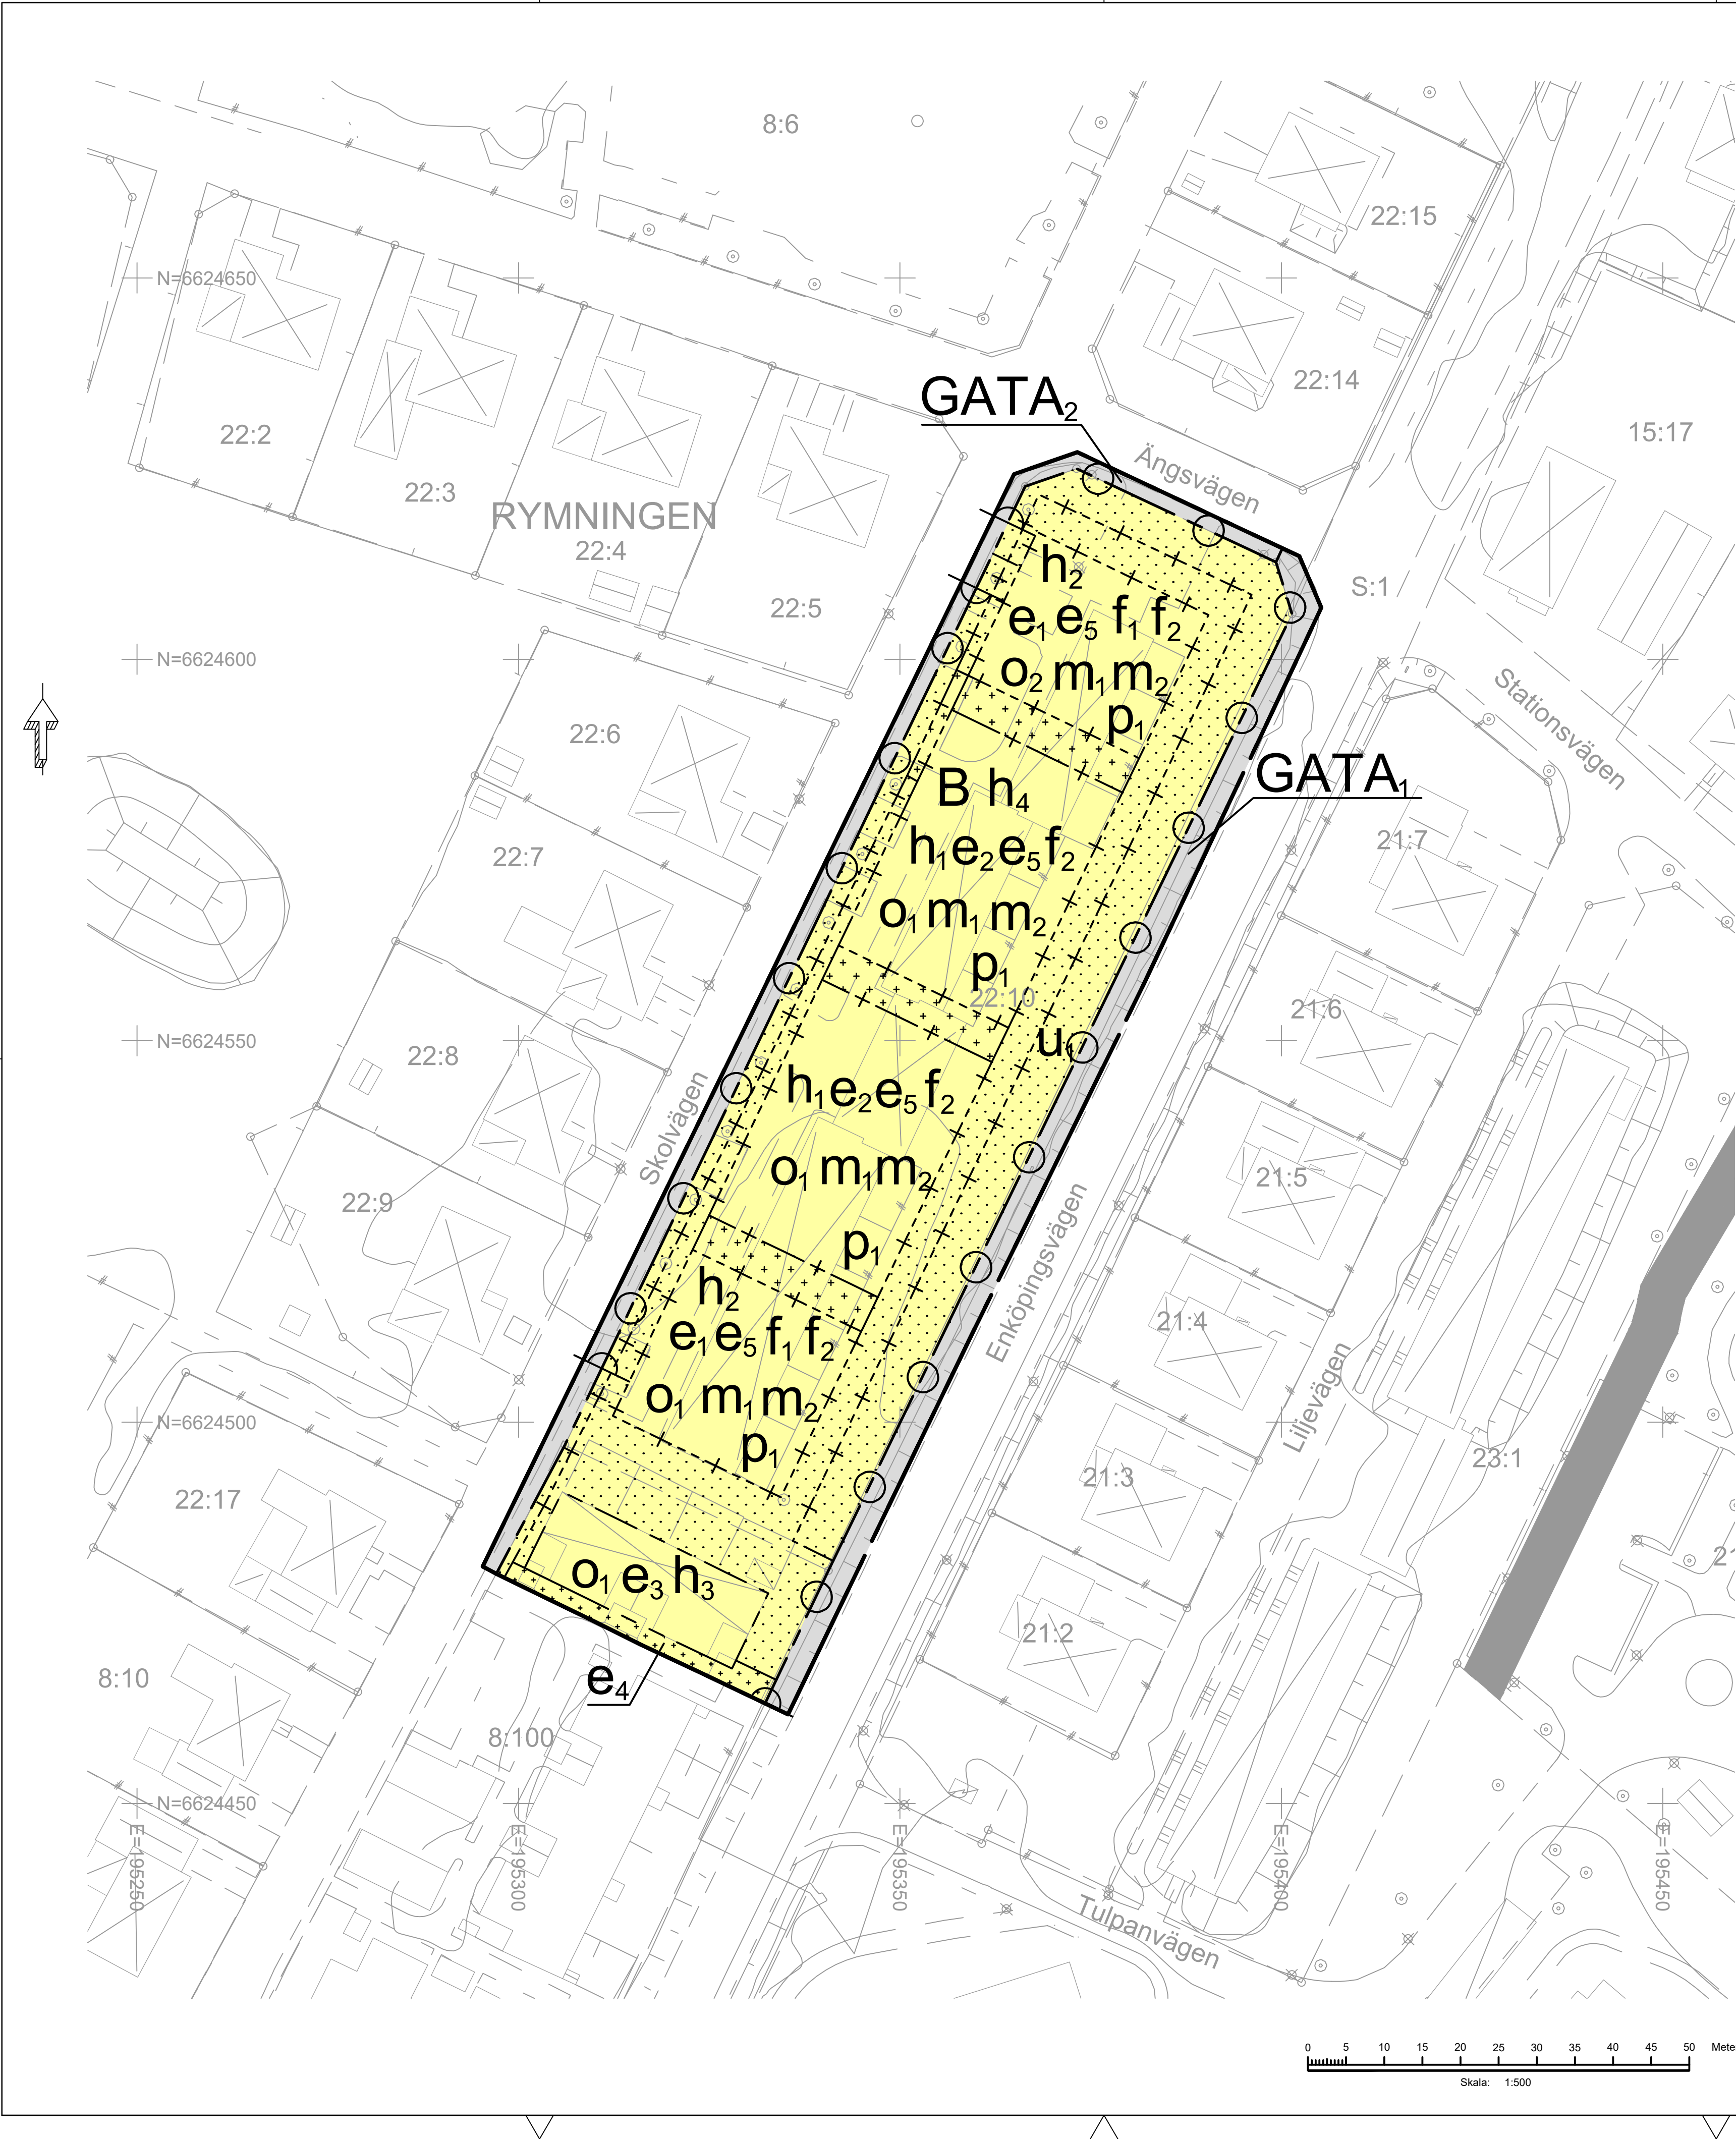 8:6
22:15
N=6624650
22:14
GATA2
22:2
15:17
Ängsvägen
22:3
RYMNINGEN
22:4
h2
S:1
22:5
e1 e5 f1 f2
N=6624600
o2 m1 m2
Stationsvägen
p1
22:6
GATA1
B h4
21:7
22:7
h1 e2 e5 f2
o1 m1 m2
p1
22:10
21:6
N=6624550
u1
22:8
h1 e2 e5 f2
Skolvägen
o1 m1 m2
21:5
22:9
Enköpingsvägen
p1
h2
21:4
e1 e5 f1 f2
Liljevägen
o1 m1 m2
N=6624500
p1
23:1
21:3
22:17
o1 e3 h3
21:2
8:10
e4
8:100
N=6624450
E=195250
E=195300
E=195350
E=195400
E=195450
Tulpanvägen
0 5 10 15 20 25 30 35 40 45 50 Mete
Skala: 1:500